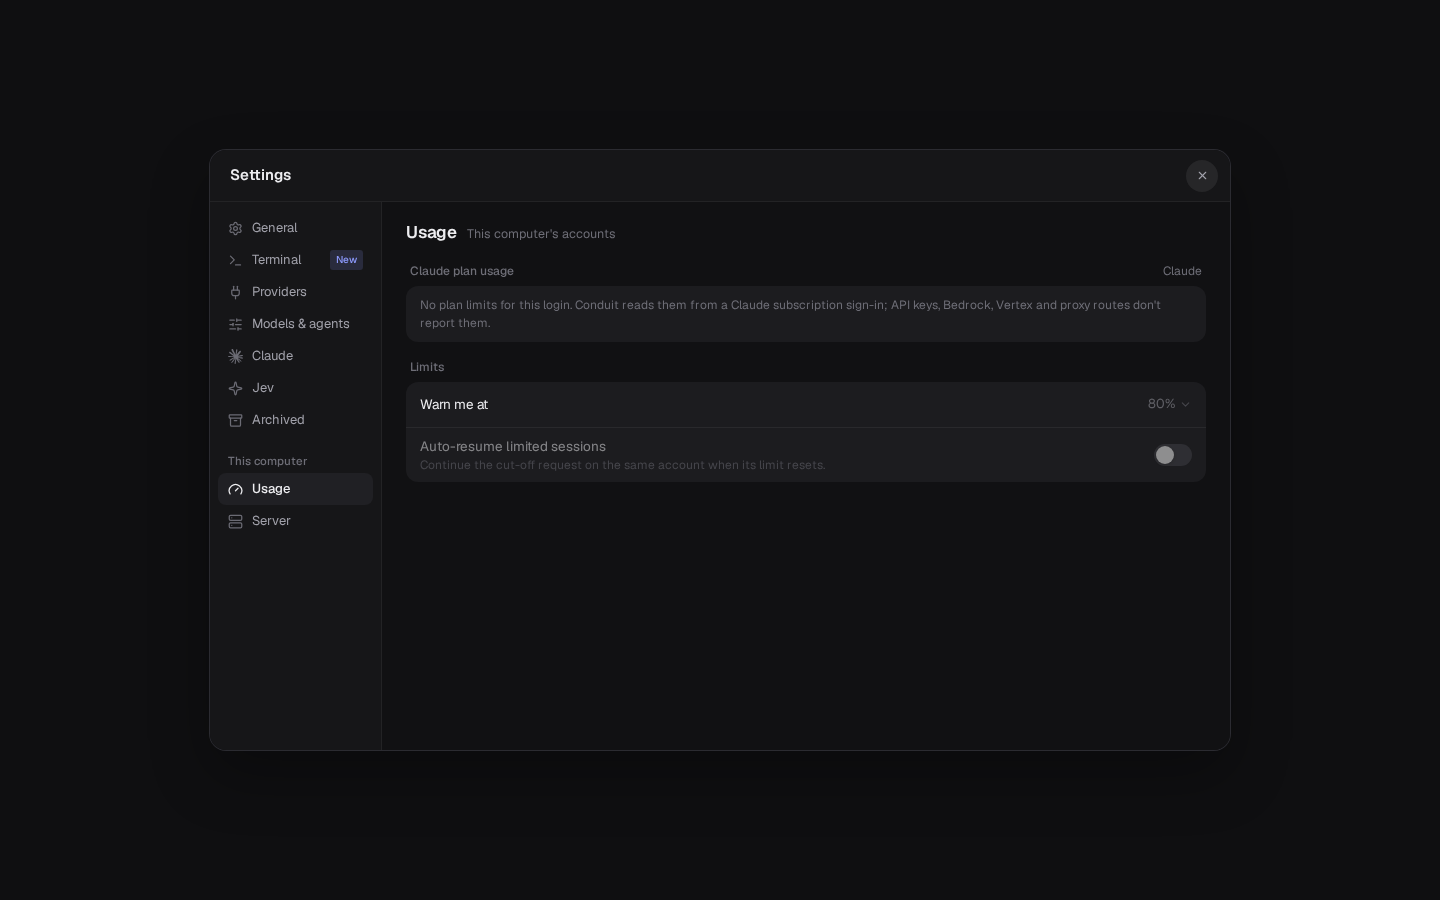 Settings
General
Terminal New
Providers
Models & agents
Claude
Jev
Archived
This computer
Usage
Server
Usage This computer's accounts
Claude plan usage Claude
No plan limits for this login. Conduit reads them from a Claude subscription sign-in; API keys, Bedrock, Vertex and proxy routes don't
report them.
Limits
Warn me at 80%
Auto-resume limited sessions
Continue the cut-off request on the same account when its limit resets.